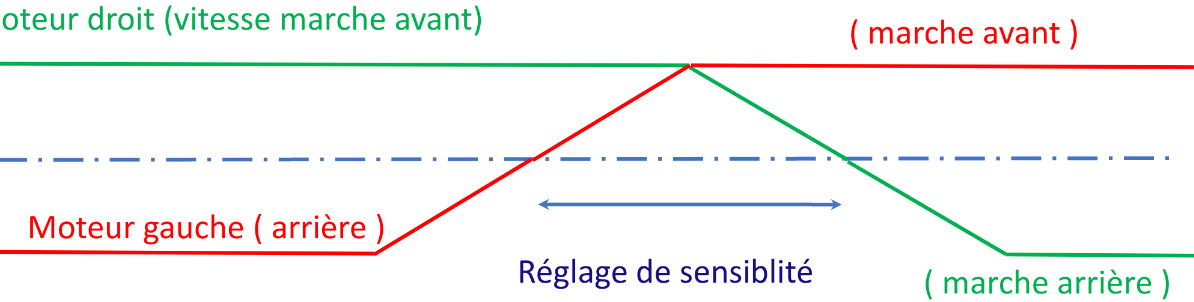 oteur droit (vitesse marche avant)
( marche avant )
Moteur gauche ( arrière )
Réglage de sensiblité
( marche arrière )